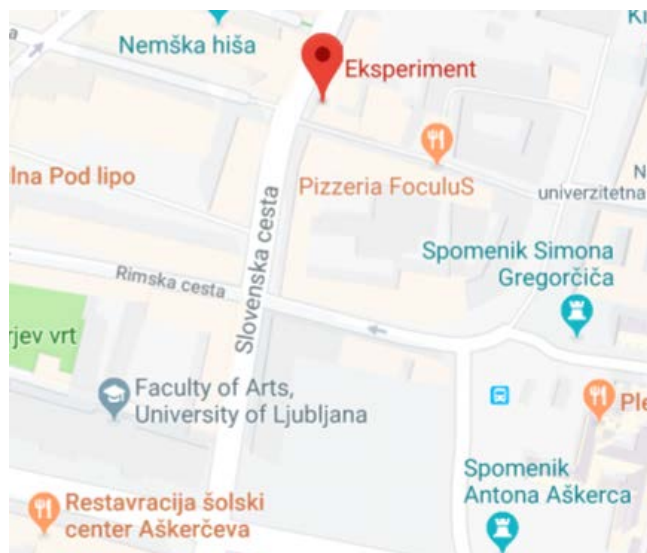 Nemška hiša
Eksperiment
lna Pod lipo
Pizzeria FoculuS
univerzitetna
Slovenska cesta
Spomenik Simona
Gregorčiča
Rimska cesta
rjev vrt
Faculty of Arts,
University of Ljubljana
Ple
Spomenik
Antona Aškerca
Restavracija šolski
center Aškerčeva